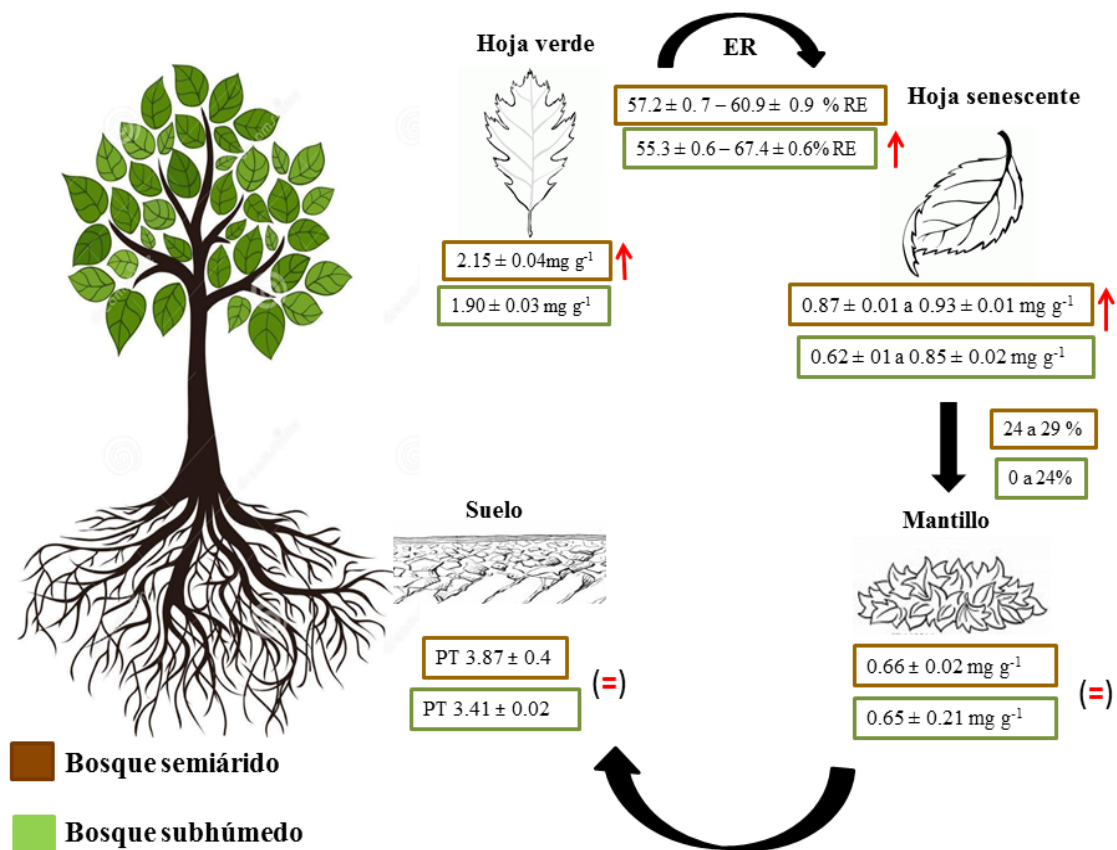 Hoja verde
ER
57.2 ± 0. 7 – 60.9 ± 0.9 % RE
55.3 ± 0.6 – 67.4 ± 0.6% RE
Hoja senescente
2.15 ± 0.04mg g⁻¹
1.90 ± 0.03 mg g⁻¹
0.87 ± 0.01 a 0.93 ± 0.01 mg g⁻¹
0.62 ± 01 a 0.85 ± 0.02 mg g⁻¹
24 a 29 %
0 a 24%
Suelo
Mantillo
PT 3.87 ± 0.4
PT 3.41 ± 0.02
(=)
0.66 ± 0.02 mg g⁻¹
0.65 ± 0.21 mg g⁻¹
(=)
Bosque semiárido
Bosque subhúmedo